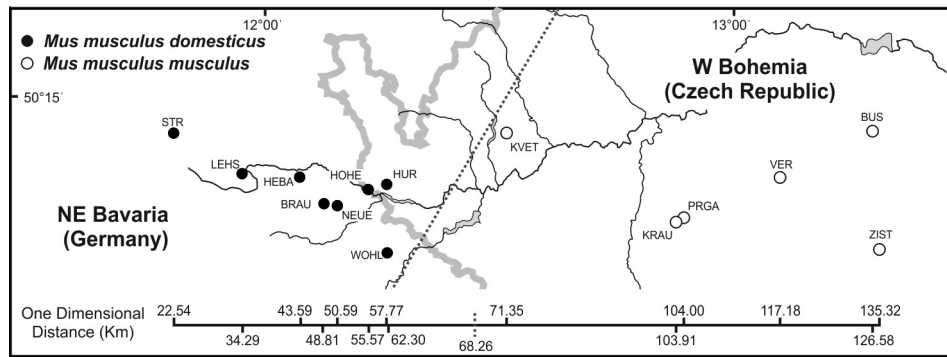 12°00′ 13°00′
Mus musculus domesticus
Mus musculus musculus
W Bohemia
(Czech Republic)
50°15′
STR
BUS
KVET
LEHS
HEBA
HOHE
HUR
VER
BRAU
NEUE
PRGA
KRAU
NE Bavaria
(Germany)
WOHL
ZIST
One Dimensional
Distance (Km)
22.54 43.59 50.59 57.77 71.35 104.00 117.18 135.32
34.29 48.81 55.57 62.30 68.26 103.91 126.58